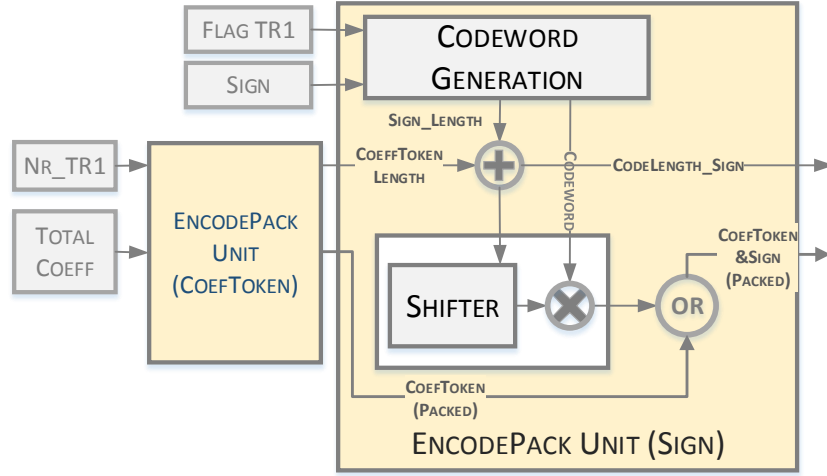 FLAG TR1
SIGN
CODEWORD
GENERATION
SIGN_LENGTH
CODEWORD
NR_TR1
TOTAL
COEFF
ENCODEPACK
UNIT
(COEFTOKEN)
COEFFTOKEN
LENGTH
CODELENGTH_SIGN
SHIFTER
OR
COEFTOKEN
&SIGN
(PACKED)
COEFTOKEN
(PACKED)
ENCODEPACK UNIT (SIGN)